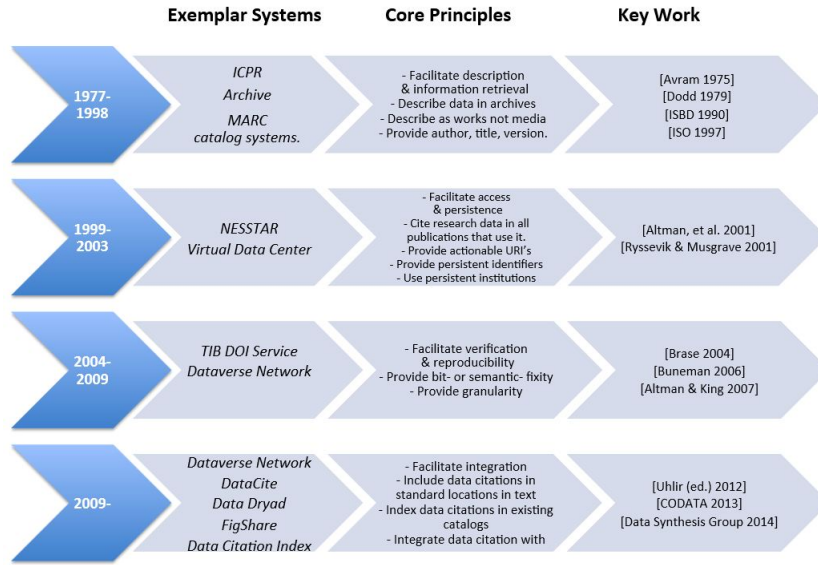 Exemplar Systems
Core Principles
Key Work
1977-
1998
ICPR
Archive
MARC
catalog systems.
- Facilitate description
& information retrieval
- Describe data in archives
- Describe as works not media
- Provide author, title, version.
[Avram 1975]
[Dodd 1979]
[ISBD 1990]
[ISO 1997]
1999-
2003
NESSTAR
Virtual Data Center
- Facilitate access
& persistence
- Cite research data in all
publications that use it.
- Provide actionable URI's
- Provide persistent identifiers
- Use persistent institutions
[Altman, et al. 2001]
[Ryssevik & Musgrave 2001]
2004-
2009
TIB DOI Service
Dataverse Network
- Facilitate verification
& reproducibility
- Provide bit- or semantic- fixity
- Provide granularity
[Brase 2004]
[Buneman 2006]
[Altman & King 2007]
2009-
Dataverse Network
DataCite
Data Dryad
FigShare
Data Citation Index
- Facilitate integration
- Include data citations in
standard locations in text
- Index data citations in existing
catalogs
- Integrate data citation with
[Uhlir (ed.) 2012]
[CODATA 2013]
[Data Synthesis Group 2014]